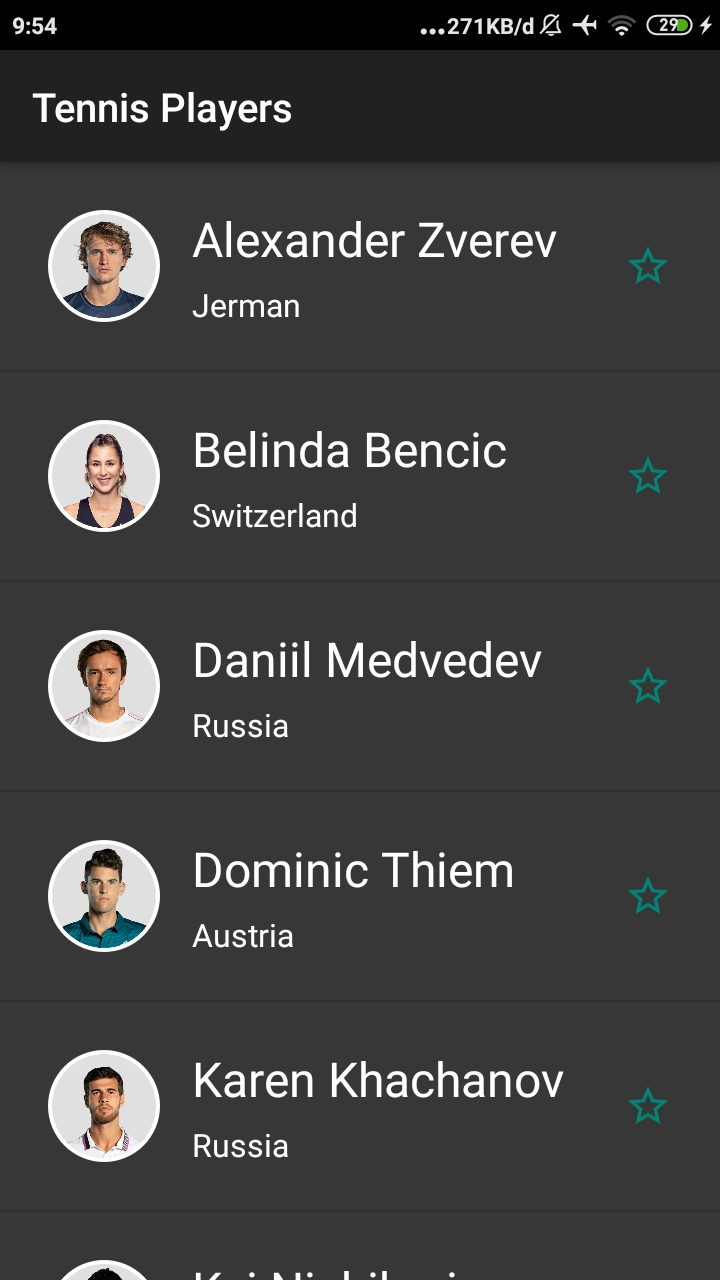 9:54
...271KB/d
29
Tennis Players
Alexander Zverev
Jerman
Belinda Bencic
Switzerland
Daniil Medvedev
Russia
Dominic Thiem
Austria
Karen Khachanov
Russia